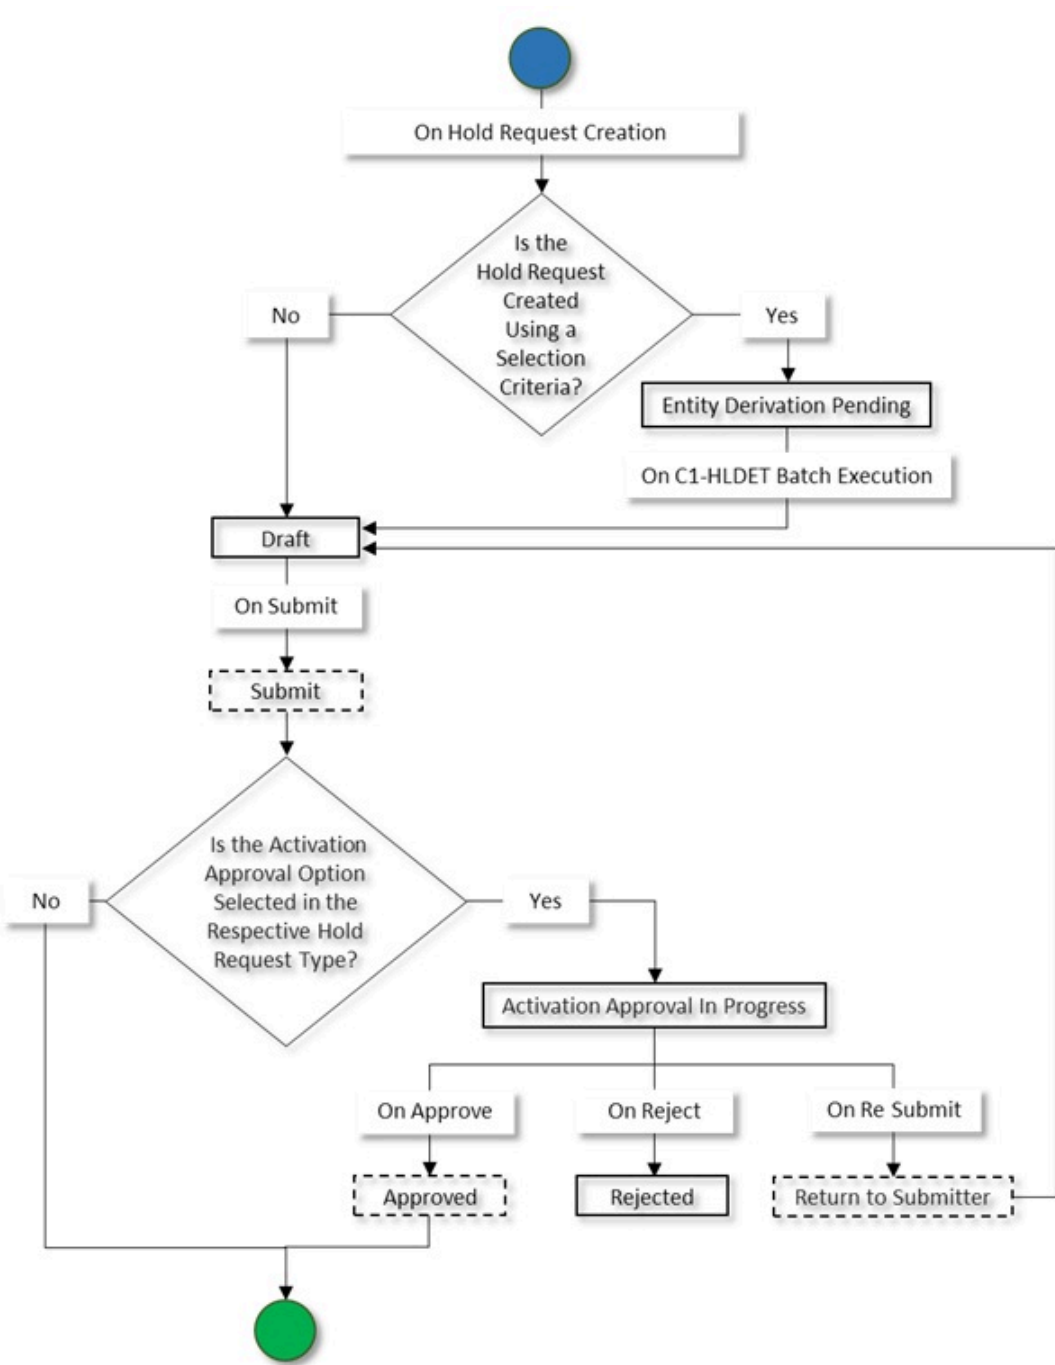 On Hold Request Creation
Is the
Hold Request
Created
Using a
Selection
Criteria?
No
Yes
Entity Derivation Pending
On C1-HLDET Batch Execution
Draft
On Submit
Submit
Is the Activation
Approval Option
Selected in the
Respective Hold
Request Type?
No
Yes
Activation Approval In Progress
On Approve
On Reject
On Re Submit
Approved
Rejected
Return to Submitter